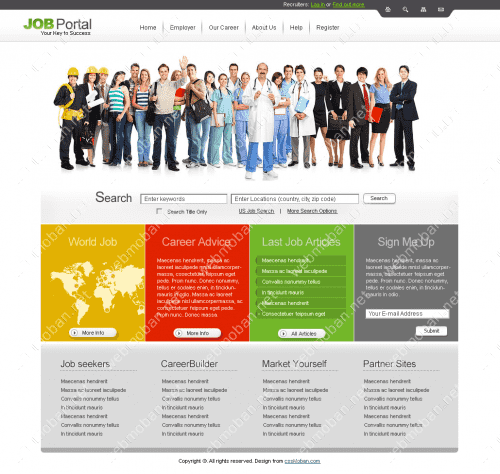 Recruiters: Log in or Find out more
JOB Portal
Your Key to Success
Home Employer Our Career About Us Help Register
Search Enter keywords Enter Locations (country, city, zip code) Search
Search Title Only US Job Search | More Search Options
World Job
More Info
Career Advice
Maecenas hendrerit, massa ac
laoreet iaculipede mnisl ullamcorper-
massa, consectetuer feipsum eget
pede. Proin nunc. Donec nonummy,
tellus er sodales enim, in tincidun-
mauris in odio. Massa ac laoreet
iaculipede nisl ullamcorpermassa,
consectetuer feipsum eget pede.
Proin nunc. Donec massa.
More Info
Last Job Articles
Maecenas hendrerit
Massa ac laoreet iaculipede
Convallis nonummy tellus
In tincidunt mauris
Maecenas hendrerit
Consectetuer feipsum eget
All Articles
Sign Me Up
Maecenas hendrerit, massa ac
laoreet iaculipede mnisl ullamcorper-
massa, consectetuer feipsum eget
pede. Proin nunc. Donec nonummy,
tellus er sodales enim, in tincidun-
mauris in odio.
Your E-mail Address
Submit
Job seekers
Maecenas hendrerit
Massa ac laoreet iaculipede
Convallis nonummy tellus
In tincidunt mauris
Maecenas hendrerit
Convallis nonummy tellus
In tincidunt mauris
CareerBuilder
Maecenas hendrerit
Massa ac laoreet iaculipede
Convallis nonummy tellus
In tincidunt mauris
Maecenas hendrerit
Convallis nonummy tellus
In tincidunt mauris
Market Yourself
Maecenas hendrerit
Massa ac laoreet iaculipede
Convallis nonummy tellus
In tincidunt mauris
Maecenas hendrerit
Convallis nonummy tellus
In tincidunt mauris
Partner Sites
Maecenas hendrerit
Massa ac laoreet iaculipede
Convallis nonummy tellus
In tincidunt mauris
Maecenas hendrerit
Convallis nonummy tellus
In tincidunt mauris
Copyright ©. All rights reserved. Design from